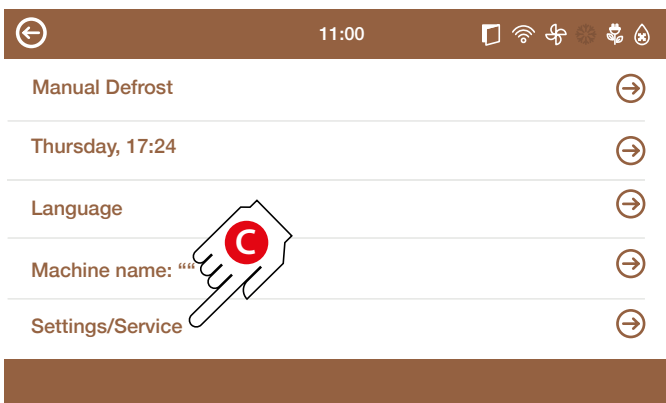 11:00
Manual Defrost
Thursday, 17:24
Language
C
Machine name: ““
Settings/Service